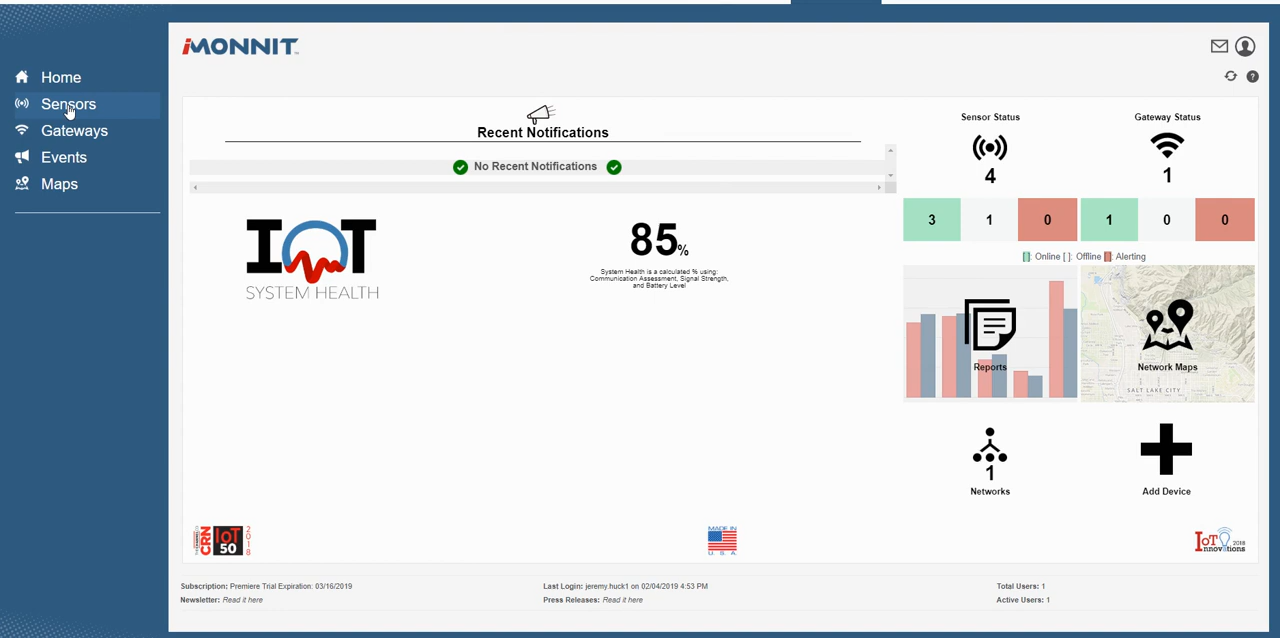 iMONNIT™
Home
Sensors
Gateways
Events
Maps
Recent Notifications
No Recent Notifications
IOT
SYSTEM HEALTH
85%
System Health is a calculated % using:
Communication Assessment, Signal Strength,
and Battery Level
Sensor Status
4
Gateway Status
1
3 1 0 1 0 0
[ ]: Online [ ]: Offline [ ]: Alerting
Reports
Network Maps
SALT LAKE CITY
1
Networks
Add Device
CRN
IoT
50
2018
MADE IN
U.S.A.
IoT 2018
Innovations
Subscription: Premiere Trial Expiration: 03/16/2019
Last Login: jeremy.huck1 on 02/04/2019 4:53 PM
Total Users: 1
Newsletter: Read it here
Press Releases: Read it here
Active Users: 1